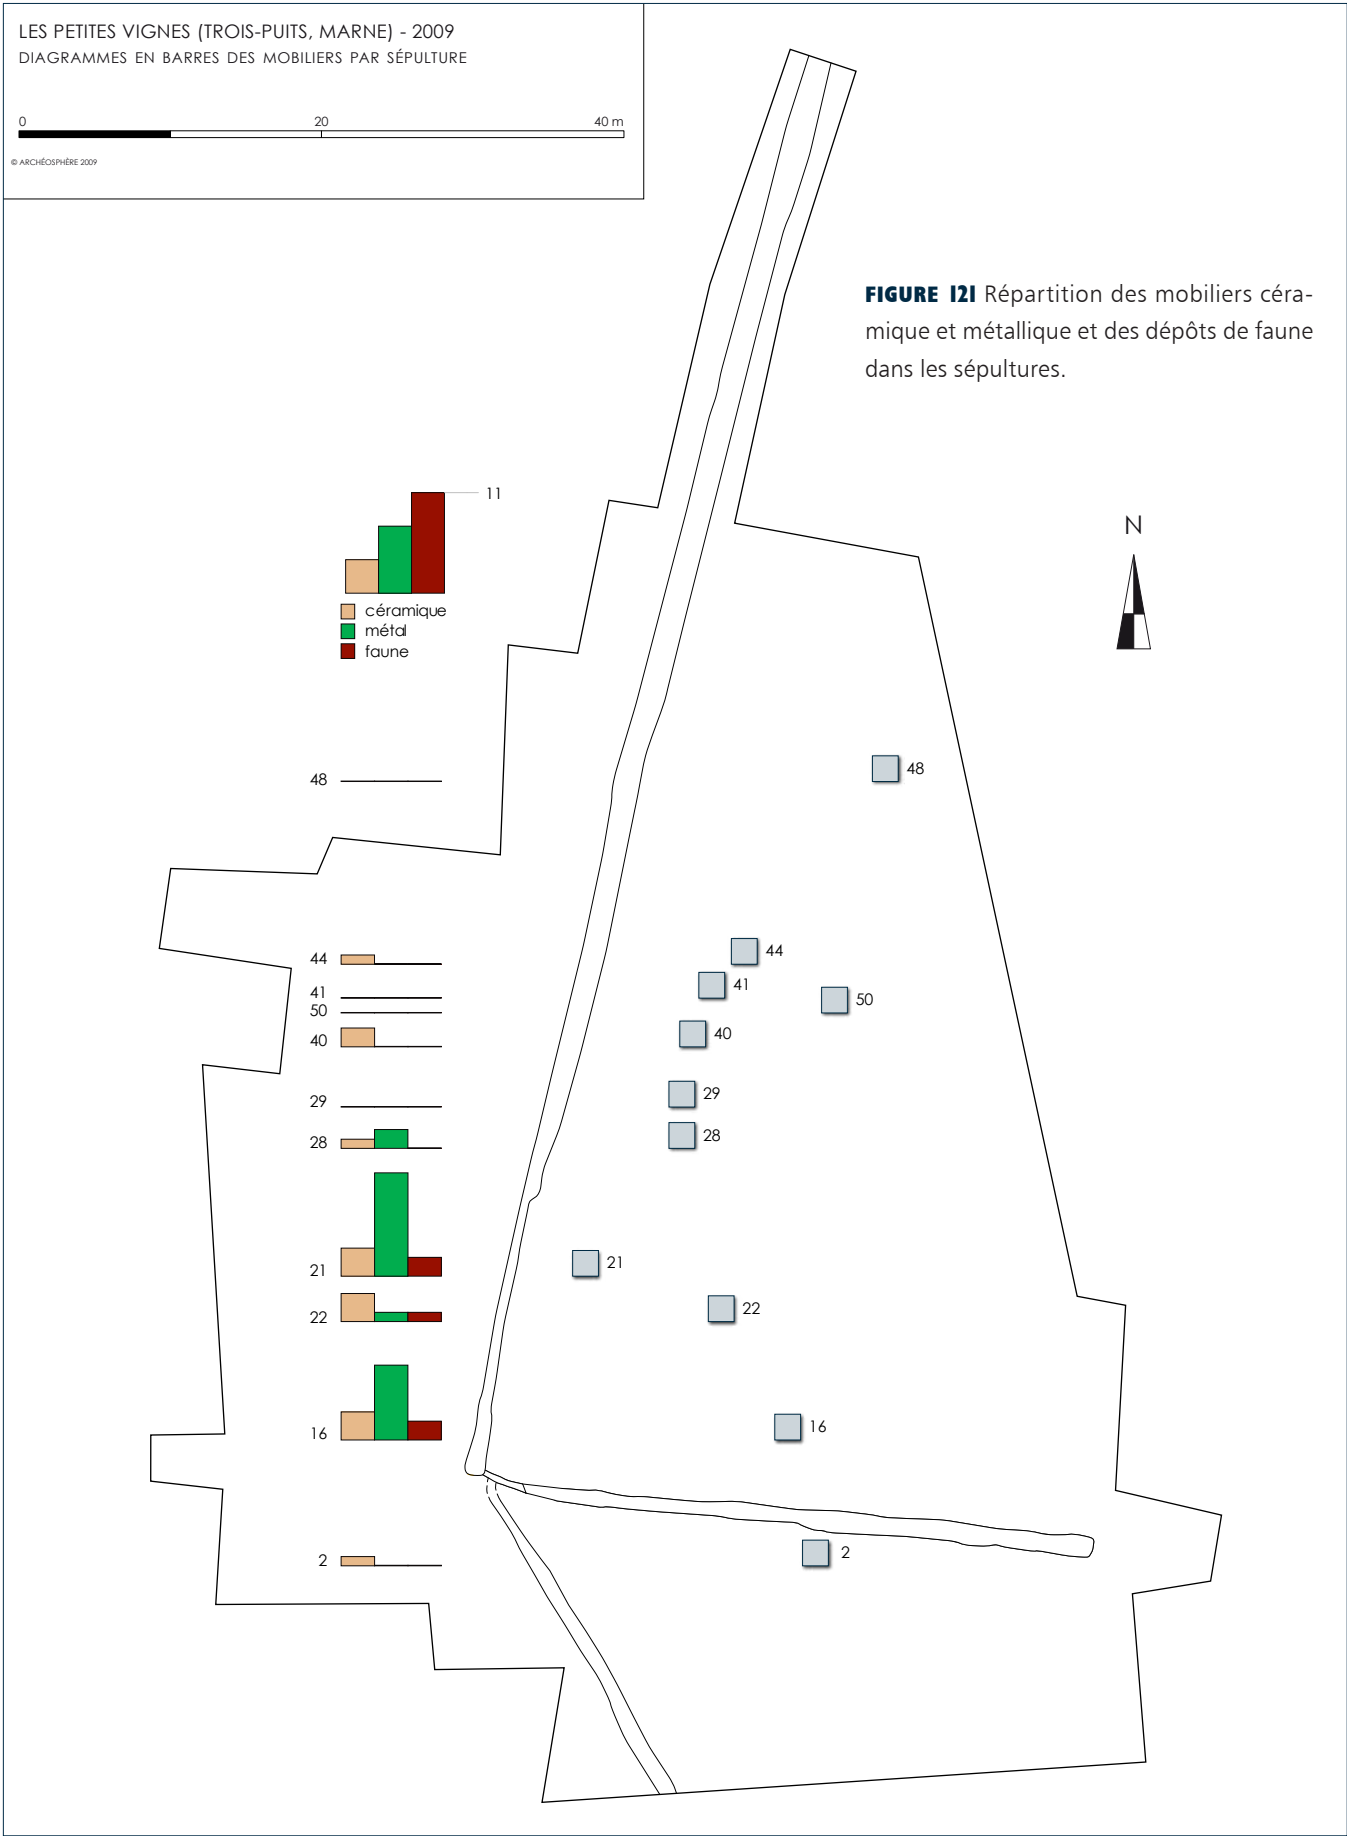 LES PETITES VIGNES (TROIS-PUITS, MARNE) - 2009
DIAGRAMMES EN BARRES DES MOBILIERS PAR SÉPULTURE
0 20 40 m
© ARCHÉOSPHÈRE 2009
FIGURE 121 Répartition des mobiliers céra-
mique et métallique et des dépôts de faune
dans les sépultures.
11
céramique
métal
faune
N
48
44
41
50
40
29
28
21
22
16
2
48
44
41
50
40
29
28
21
22
16
2